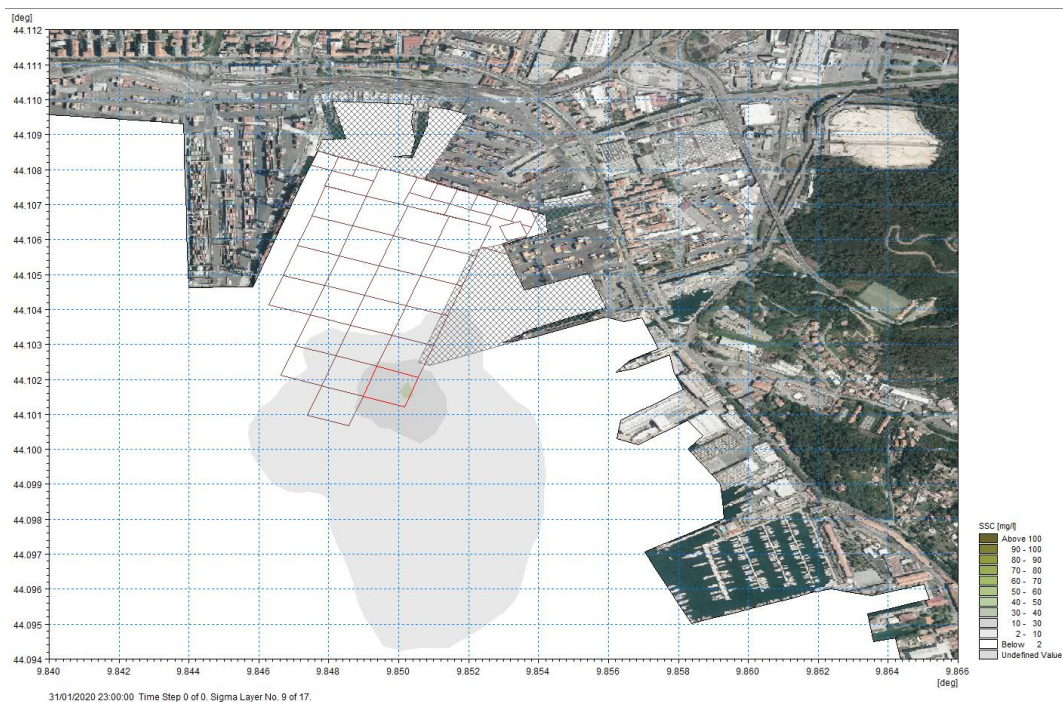 [deg]
44.112
44.111
44.110
44.109
44.108
44.107
44.106
44.105
44.104
44.103
44.102
44.101
44.100
44.099
44.098
44.097
44.096
44.095
44.094
9.840 9.842 9.844 9.846 9.848 9.850 9.852 9.854 9.856 9.858 9.860 9.862 9.864 9.866
[deg]
SSC [mg/l]
Above 100
90 - 100
80 - 90
70 - 80
60 - 70
50 - 60
40 - 50
30 - 40
10 - 30
2 - 10
Below 2
Undefined Value
31/01/2020 23:00:00 Time Step 0 of 0. Sigma Layer No. 9 of 17.